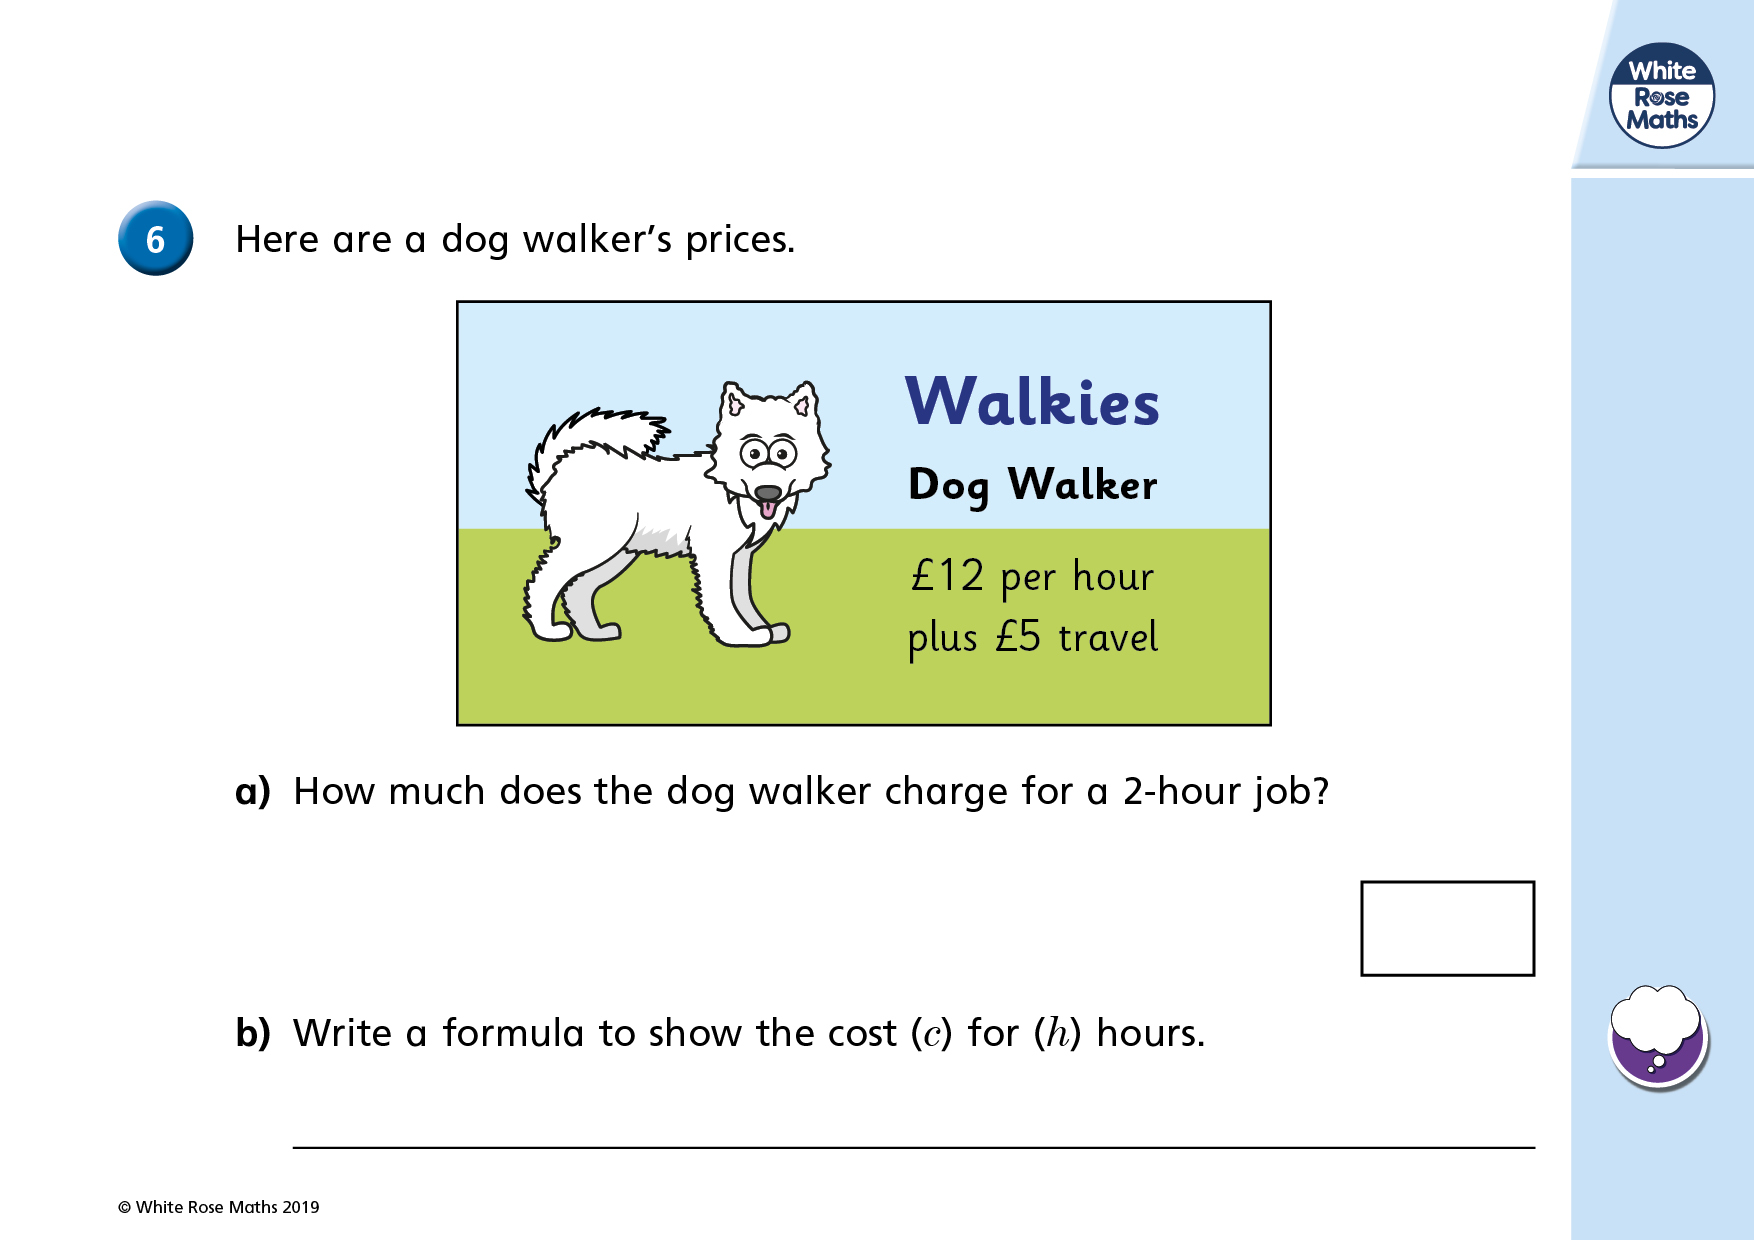 White
Rose
Maths
6 Here are a dog walker’s prices.
Walkies
Dog Walker
£12 per hour
plus £5 travel
a) How much does the dog walker charge for a 2-hour job?
b) Write a formula to show the cost (c) for (h) hours.
© White Rose Maths 2019